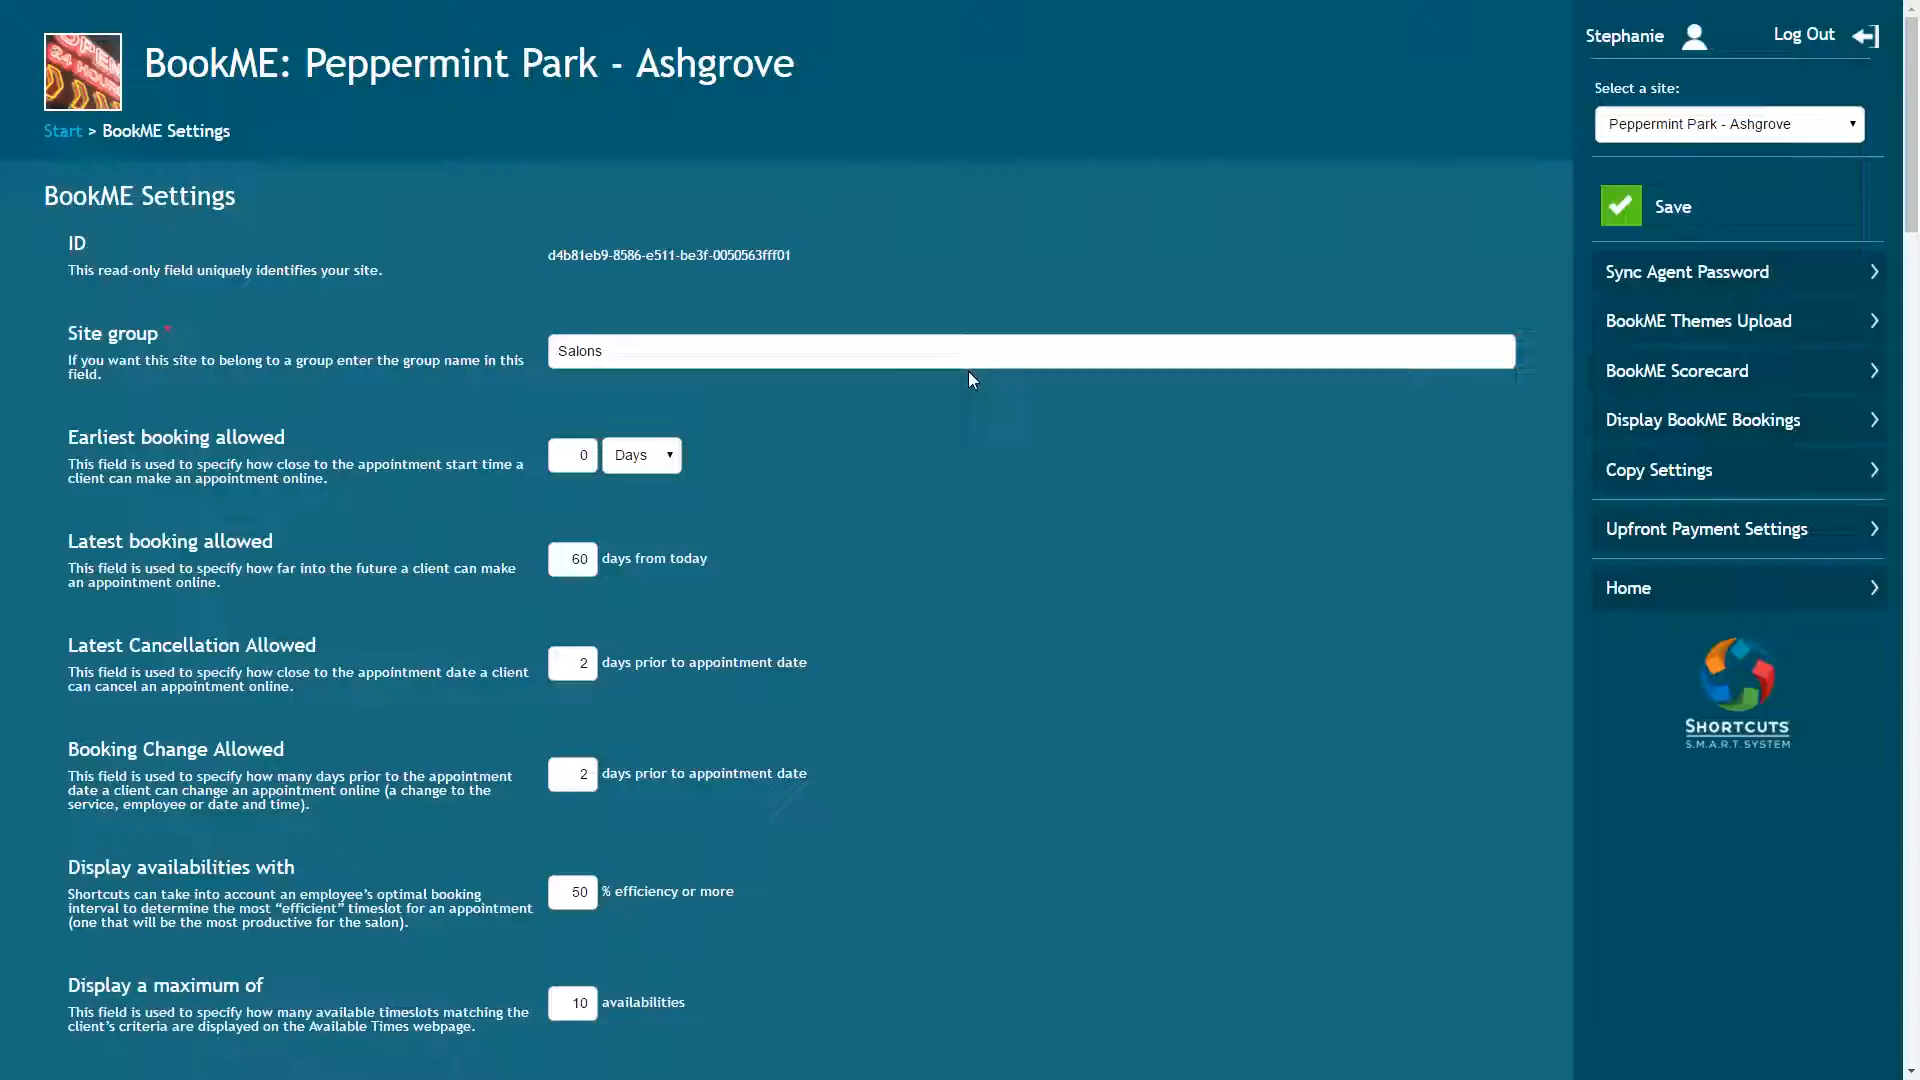 BookME: Peppermint Park - Ashgrove
Start > BookME Settings
Stephanie
Log Out
Select a site:
Peppermint Park - Ashgrove
Save
Sync Agent Password
BookME Themes Upload
BookME Scorecard
Display BookME Bookings
Copy Settings
Upfront Payment Settings
Home
SHORTCUTS
S.M.A.R.T. SYSTEM
BookME Settings
ID
This read-only field uniquely identifies your site.
d4b81eb9-8586-e511-be3f-0050563fff01
Site group *
If you want this site to belong to a group enter the group name in this
field.
Salons
Earliest booking allowed
This field is used to specify how close to the appointment start time a
client can make an appointment online.
0 Days
Latest booking allowed
This field is used to specify how far into the future a client can make
an appointment online.
60 days from today
Latest Cancellation Allowed
This field is used to specify how close to the appointment date a client
can cancel an appointment online.
2 days prior to appointment date
Booking Change Allowed
This field is used to specify how many days prior to the appointment
date a client can change an appointment online (a change to the
service, employee or date and time).
2 days prior to appointment date
Display availabilities with
Shortcuts can take into account an employee's optimal booking
interval to determine the most “efficient” timeslot for an appointment
(one that will be the most productive for the salon).
50 % efficiency or more
Display a maximum of
This field is used to specify how many available timeslots matching the
client's criteria are displayed on the Available Times webpage.
10 availabilities